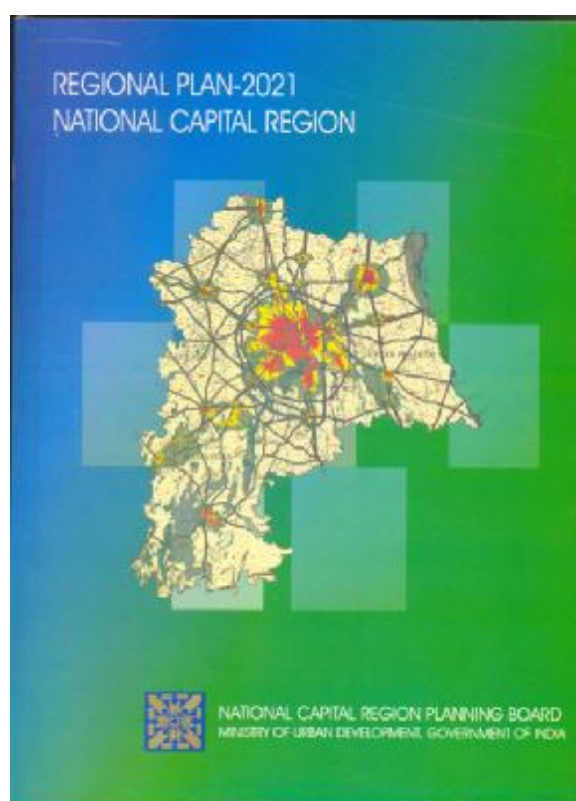 REGIONAL PLAN-2021
NATIONAL CAPITAL REGION
NATIONAL CAPITAL REGION PLANNING BOARD
MINISTRY OF URBAN DEVELOPMENT, GOVERNMENT OF INDIA